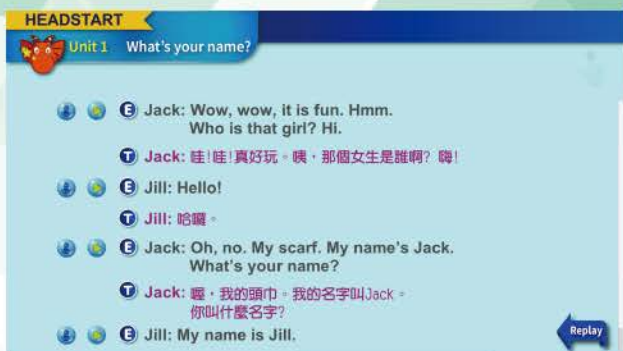 HEADSTART
Unit 1 What's your name?
E Jack: Wow, wow, it is fun. Hmm.
Who is that girl? Hi.
T Jack: 哇!哇!真好玩。咦,那個女生是誰啊? 嗨!
E Jill: Hello!
T Jill: 哈囉。
E Jack: Oh, no. My scarf. My name's Jack.
What's your name?
T Jack: 喔,我的頭巾。我的名字叫Jack。
你叫什麼名字?
E Jill: My name is Jill.
Replay